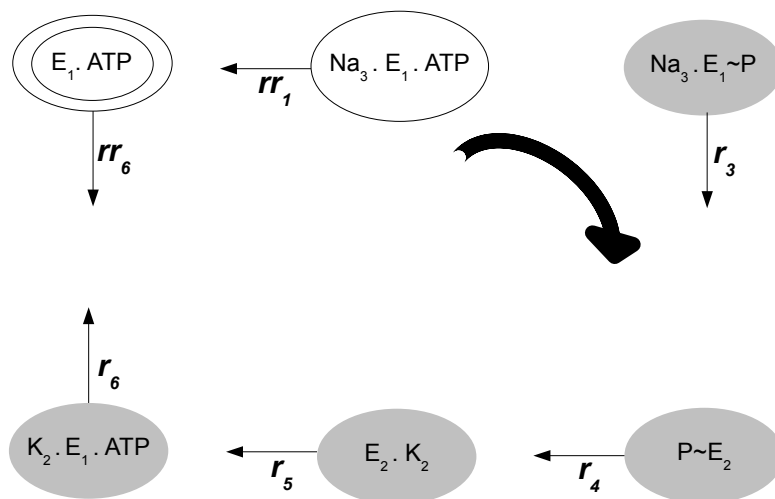 E₁ . ATP
Na₃ . E₁ . ATP
Na₃ . E₁~P
rr₁
rr₆
r₃
r₆
K₂ . E₁ . ATP
r₅
E₂ . K₂
r₄
P~E₂